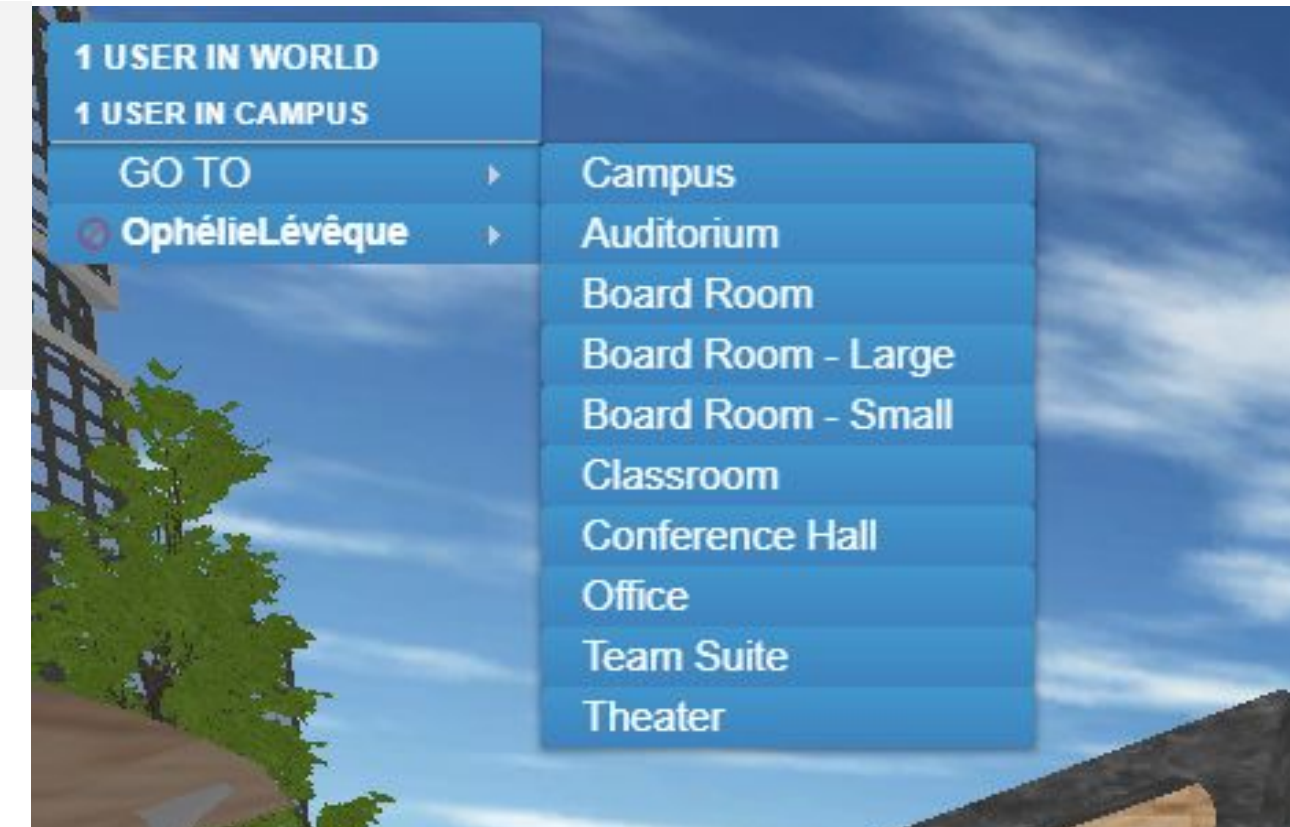 1 USER IN WORLD
1 USER IN CAMPUS
GO TO
OphélieLévêque
Campus
Auditorium
Board Room
Board Room - Large
Board Room - Small
Classroom
Conference Hall
Office
Team Suite
Theater